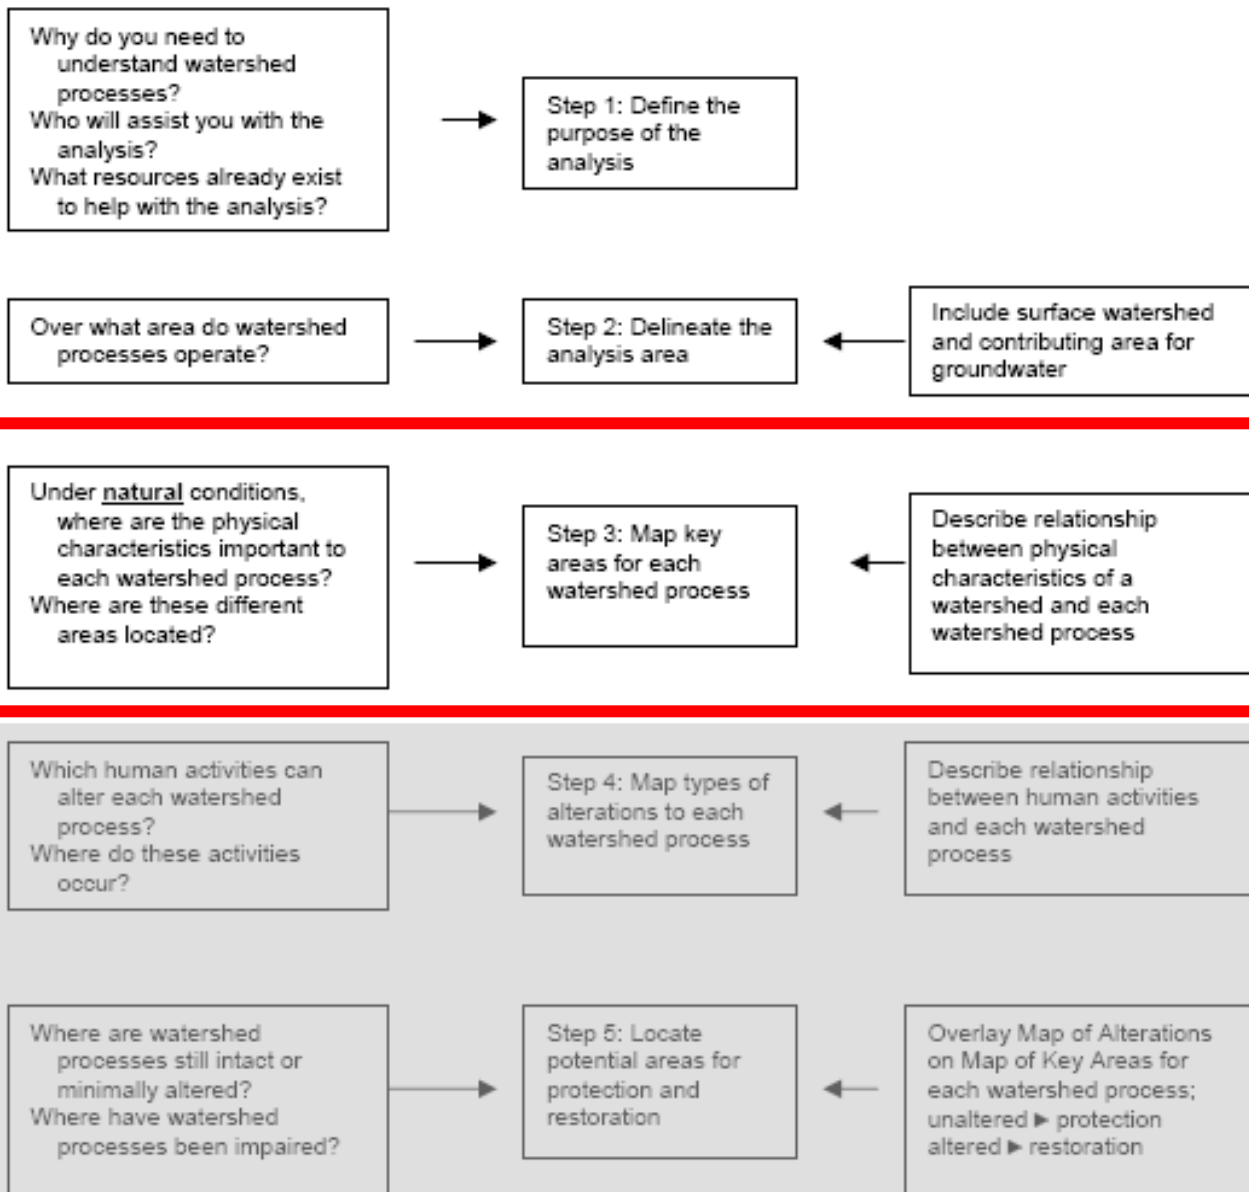 Why do you need to
understand watershed
processes?
Who will assist you with the
analysis?
What resources already exist
to help with the analysis?
Step 1: Define the
purpose of the
analysis
Over what area do watershed
processes operate?
Step 2: Delineate the
analysis area
Include surface watershed
and contributing area for
groundwater
Under natural conditions,
where are the physical
characteristics important to
each watershed process?
Where are these different
areas located?
Step 3: Map key
areas for each
watershed process
Describe relationship
between physical
characteristics of a
watershed and each
watershed process
Which human activities can
alter each watershed
process?
Where do these activities
occur?
Step 4: Map types of
alterations to each
watershed process
Describe relationship
between human activities
and each watershed
process
Where are watershed
processes still intact or
minimally altered?
Where have watershed
processes been impaired?
Step 5: Locate
potential areas for
protection and
restoration
Overlay Map of Alterations
on Map of Key Areas for
each watershed process;
unaltered ► protection
altered ► restoration